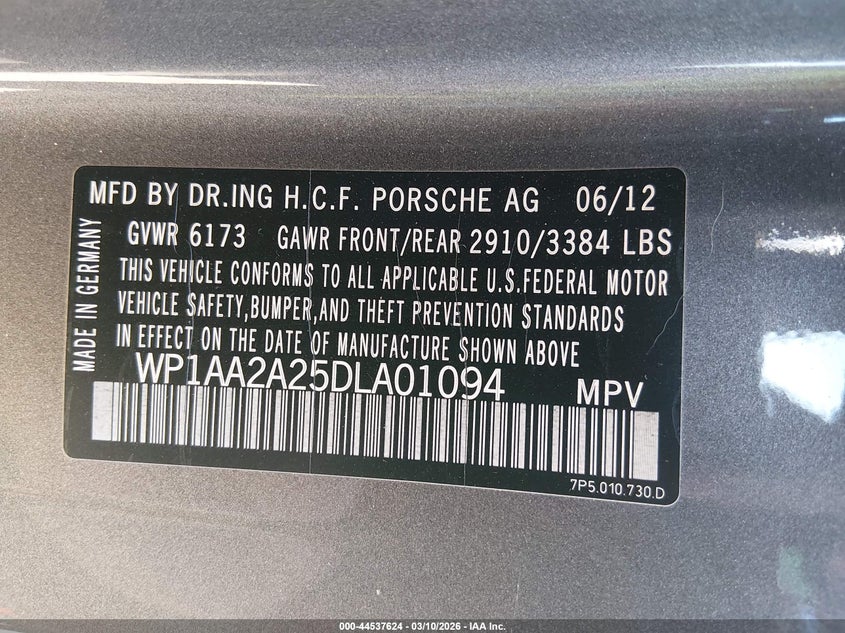 MFD BY DR.ING H.C.F. PORSCHE AG 06/12
GVWR 6173 GAWR FRONT/REAR 2910/3384 LBS
THIS VEHICLE CONFORMS TO ALL APPLICABLE U.S.FEDERAL MOTOR
VEHICLE SAFETY,BUMPER,AND THEFT PREVENTION STANDARDS
IN EFFECT ON THE DATE OF MANUFACTURE SHOWN ABOVE
WP1AA2A25DLA01094 MPV
7P5.010.730.D
MADE IN GERMANY
000-44537624 - 03/10/2026 - IAA Inc.